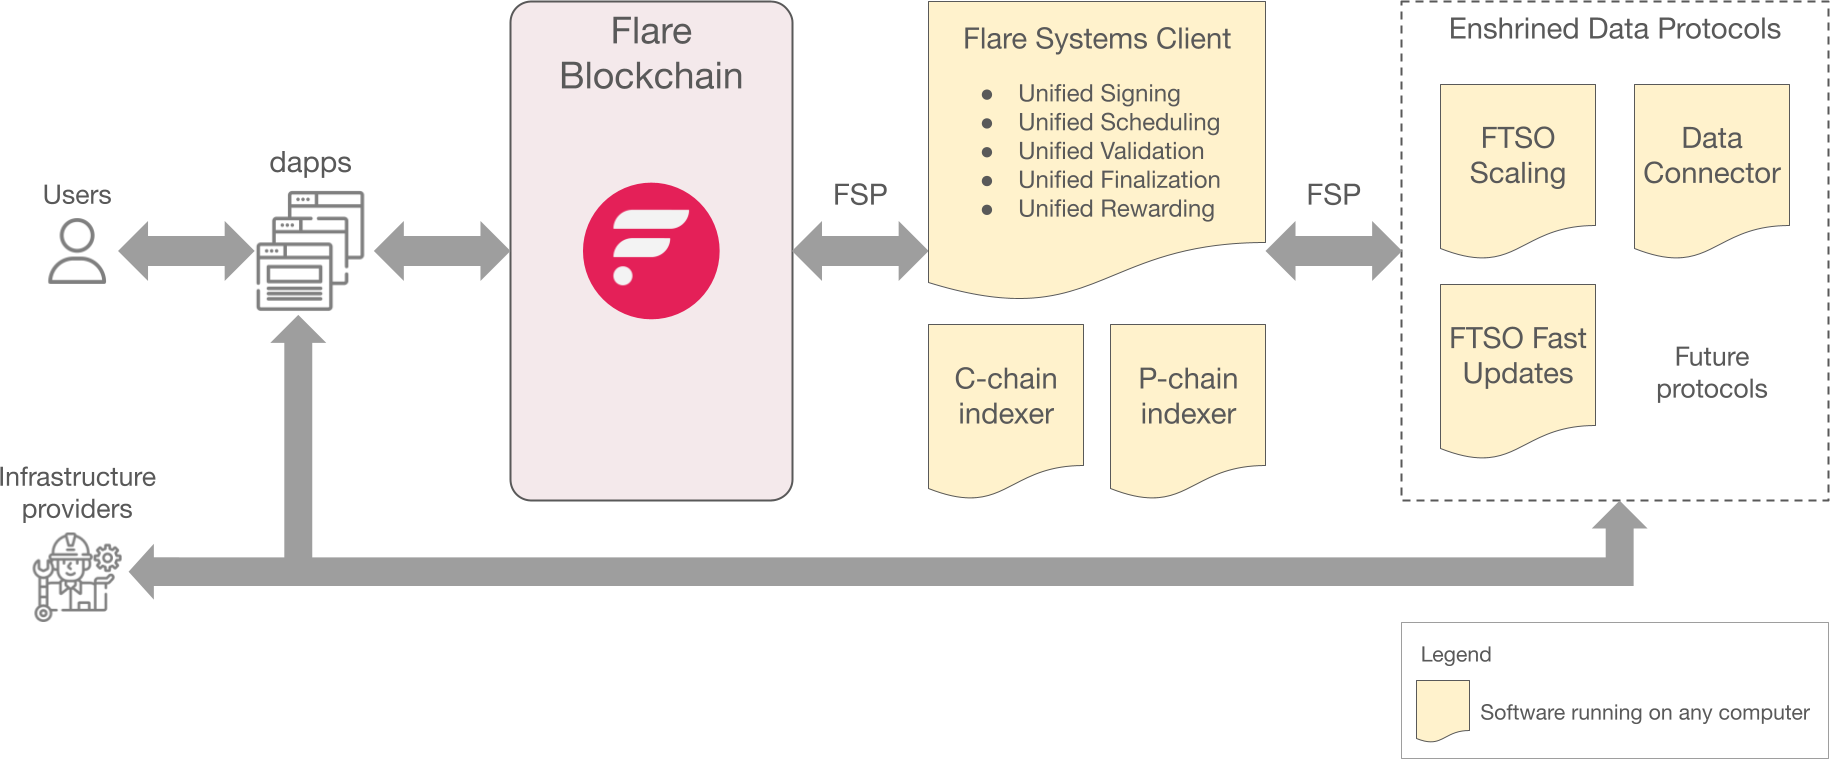 Flare
Blockchain
Flare Systems Client
● Unified Signing
● Unified Scheduling
● Unified Validation
● Unified Finalization
● Unified Rewarding
Enshrined Data Protocols
FTSO
Scaling
Data
Connector
dapps
Users
FSP
FSP
FTSO Fast
Updates
Future
protocols
C-chain
indexer
P-chain
indexer
Infrastructure
providers
Legend
Software running on any computer